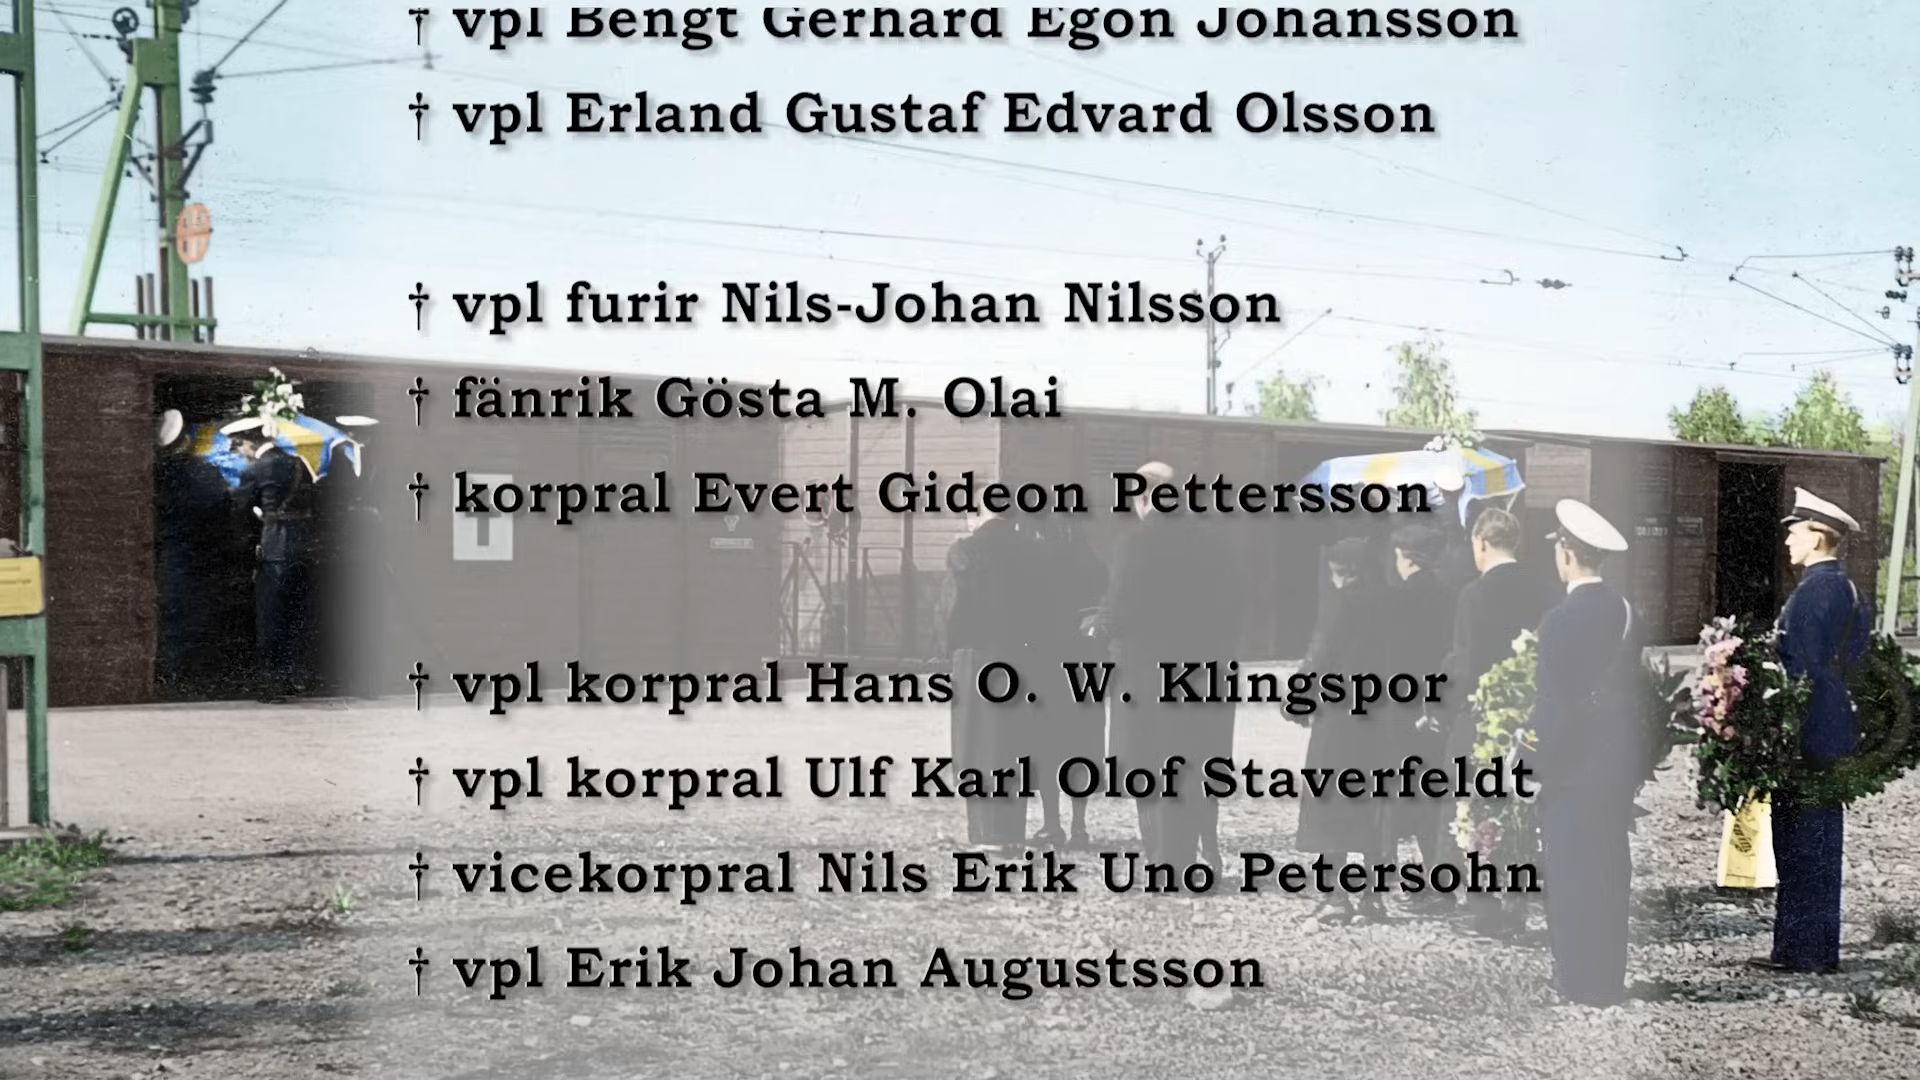 † vpl Bengt Gerhard Egon Johansson
† vpl Erland Gustaf Edvard Olsson
† vpl furir Nils-Johan Nilsson
† fänrik Gösta M. Olai
† korpral Evert Gideon Pettersson
† vpl korpral Hans O. W. Klingspor
† vpl korpral Ulf Karl Olof Staverfeldt
† vicekorpral Nils Erik Uno Petersohn
† vpl Erik Johan Augustsson